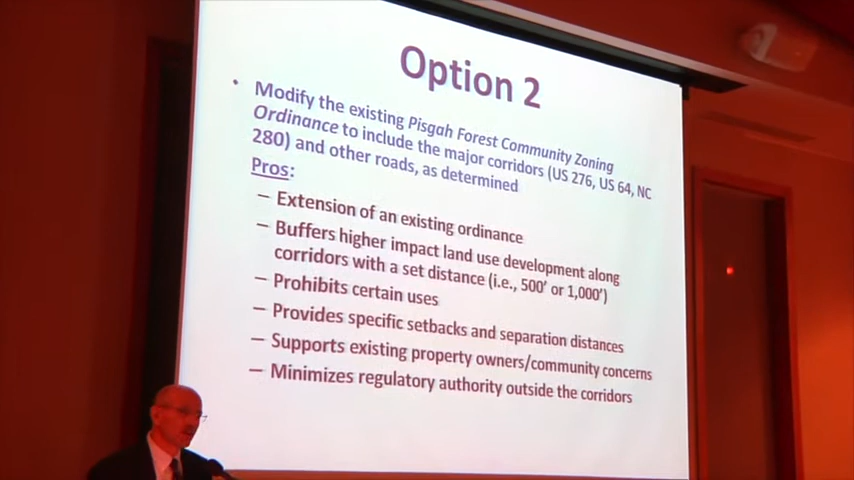 Option 2
• Modify the existing Pisgah Forest Community Zoning
Ordinance to include the major corridors (US 276, US 64, NC
280) and other roads, as determined
Pros:
– Extension of an existing ordinance
– Buffers higher impact land use development along
corridors with a set distance (i.e., 500’ or 1,000’)
– Prohibits certain uses
– Provides specific setbacks and separation distances
– Supports existing property owners/community concerns
– Minimizes regulatory authority outside the corridors